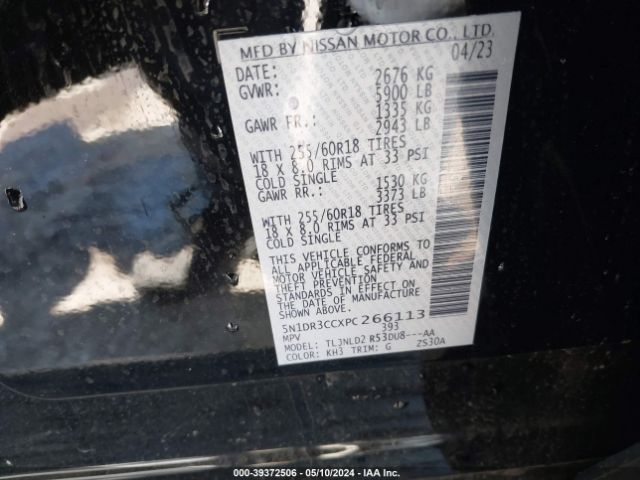 MFD BY NISSAN MOTOR CO., LTD.
DATE: 04/23
GVWR: 2676 KG
5900 LB
GAWR FR.: 1335 KG
2943 LB
WITH 255/60R18 TIRES
18 X 8.0 RIMS AT 33 PSI
COLD SINGLE
GAWR RR.: 1530 KG
3373 LB
WITH 255/60R18 TIRES
18 X 8.0 RIMS AT 33 PSI
COLD SINGLE
THIS VEHICLE CONFORMS TO
ALL APPLICABLE FEDERAL
MOTOR VEHICLE SAFETY AND
THEFT PREVENTION
STANDARDS IN EFFECT ON
THE DATE OF MANUFACTURE
SHOWN ABOVE.
5N1DR3CCXPC266113
MPV 393
MODEL: TLJNLD2 R53DU8---AA
COLOR: KH3 TRIM: G ZS30A
000-39372506 - 05/10/2024 - IAA Inc.